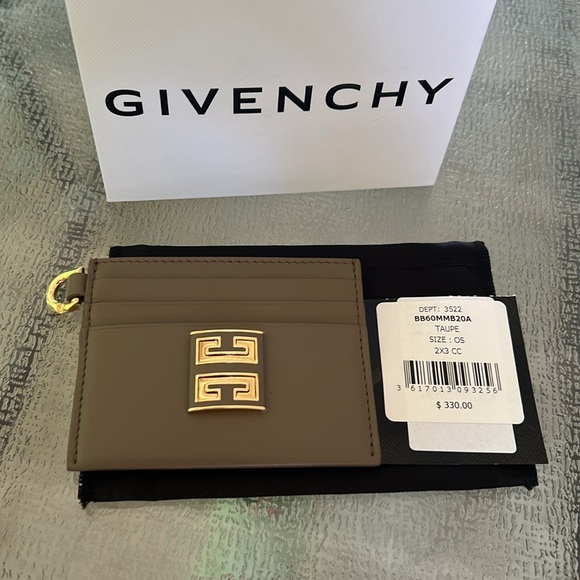 GIVENCHY
DEPT: 3522
BB60MMB20A
TAUPE
SIZE : OS
2X3 CC
3 617013 093256
$ 330.00